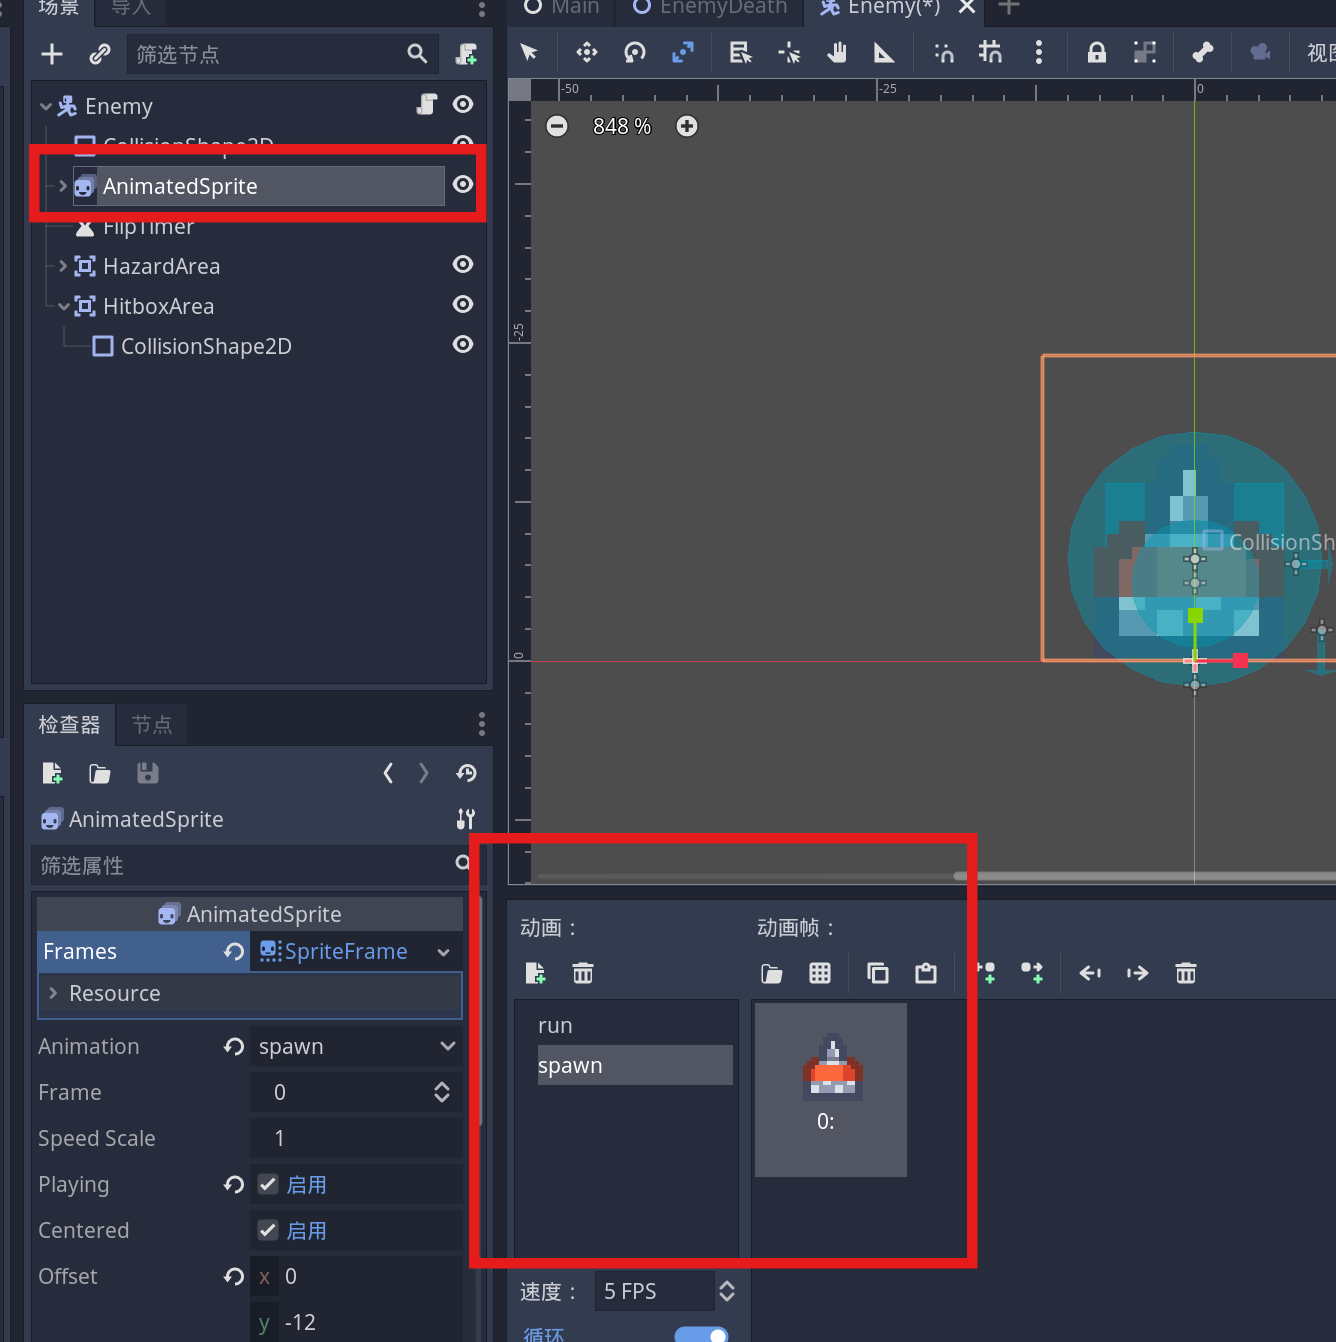 场景 导入
Main EnemyDeath Enemy(*)
筛选节点
视图
Enemy
CollisionShape2D
AnimatedSprite
FlipTimer
HazardArea
HitboxArea
CollisionShape2D
-50 -25 0
848 %
-25
0
CollisionSh
检查器 节点
AnimatedSprite
筛选属性
AnimatedSprite
Frames SpriteFrame
Resource
Animation spawn
Frame 0
Speed Scale 1
Playing 启用
Centered 启用
Offset x 0
y -12
动画： 动画帧：
run
spawn
0:
速度： 5 FPS
循环